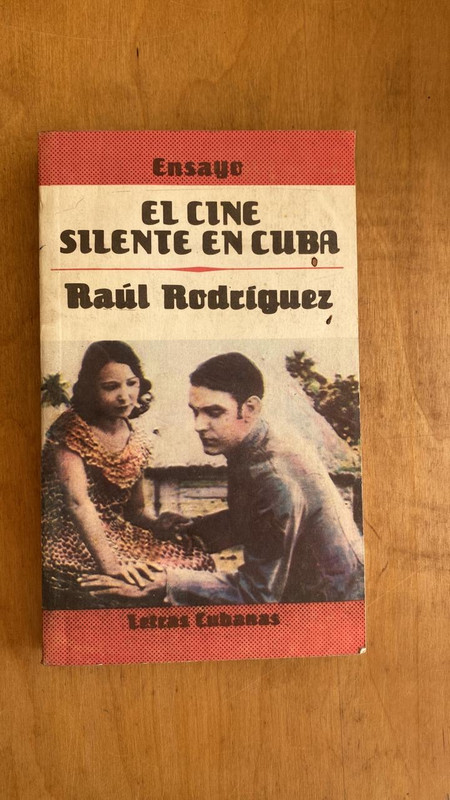 Ensayo
EL CINE
SILENTE EN CUBA
Raúl Rodríguez
Letras Cubanas